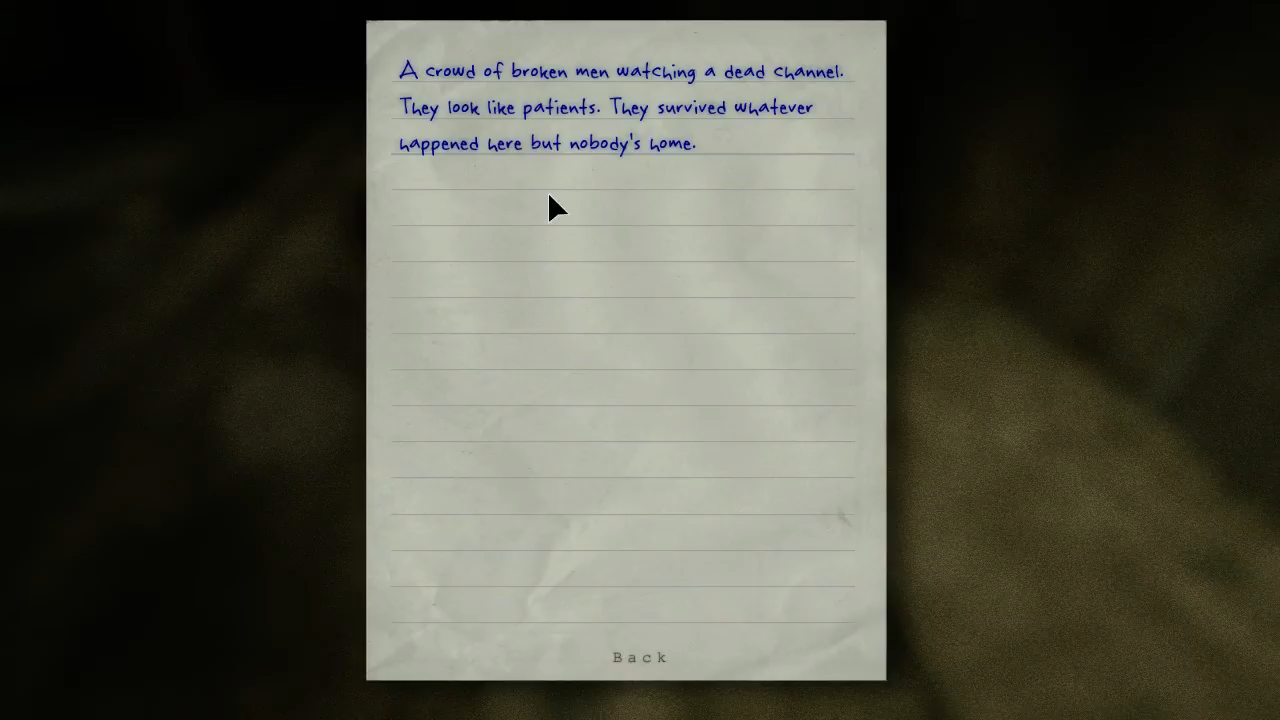 A crowd of broken men watching a dead channel.
They look like patients. They survived whatever
happened here but nobody's home.
Back